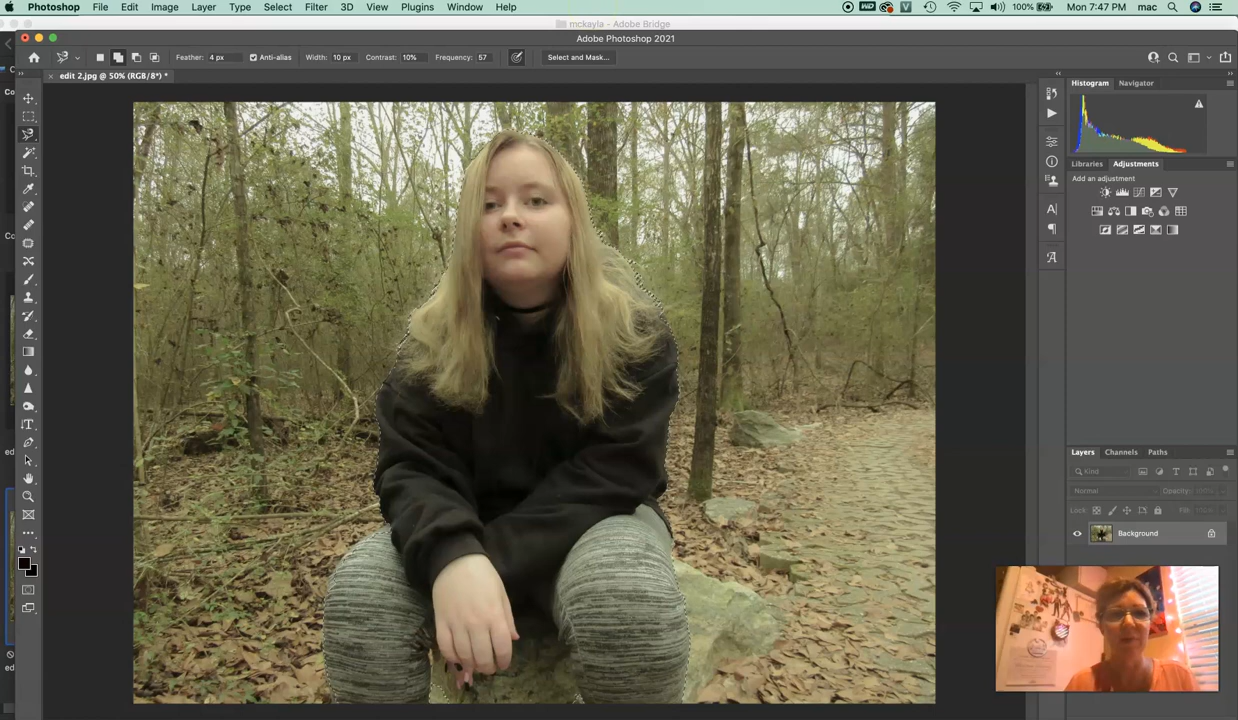 Photoshop File Edit Image Layer Type Select Filter 3D View Plugins Window Help 100% Mon 7:47 PM mac
mckayla - Adobe Bridge
Adobe Photoshop 2021
Feather: 4 px Anti-alias Width: 10 px Contrast: 10% Frequency: 57 Select and Mask...
edit 2.jpg @ 50% (RGB/8*) *
Histogram Navigator
Libraries Adjustments
Add an adjustment
Layers Channels Paths
Kind
Normal Opacity: 100%
Lock: Fill: 100%
Background